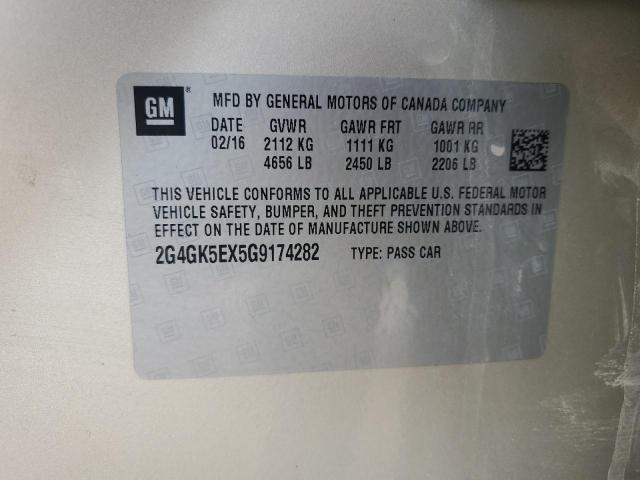 GM
MFD BY GENERAL MOTORS OF CANADA COMPANY
DATE GVWR GAWR FRT GAWR RR
02/16 2112 KG 1111 KG 1001 KG
4656 LB 2450 LB 2206 LB
THIS VEHICLE CONFORMS TO ALL APPLICABLE U.S. FEDERAL MOTOR
VEHICLE SAFETY, BUMPER, AND THEFT PREVENTION STANDARDS IN
EFFECT ON THE DATE OF MANUFACTURE SHOWN ABOVE.
2G4GK5EX5G9174282 TYPE: PASS CAR